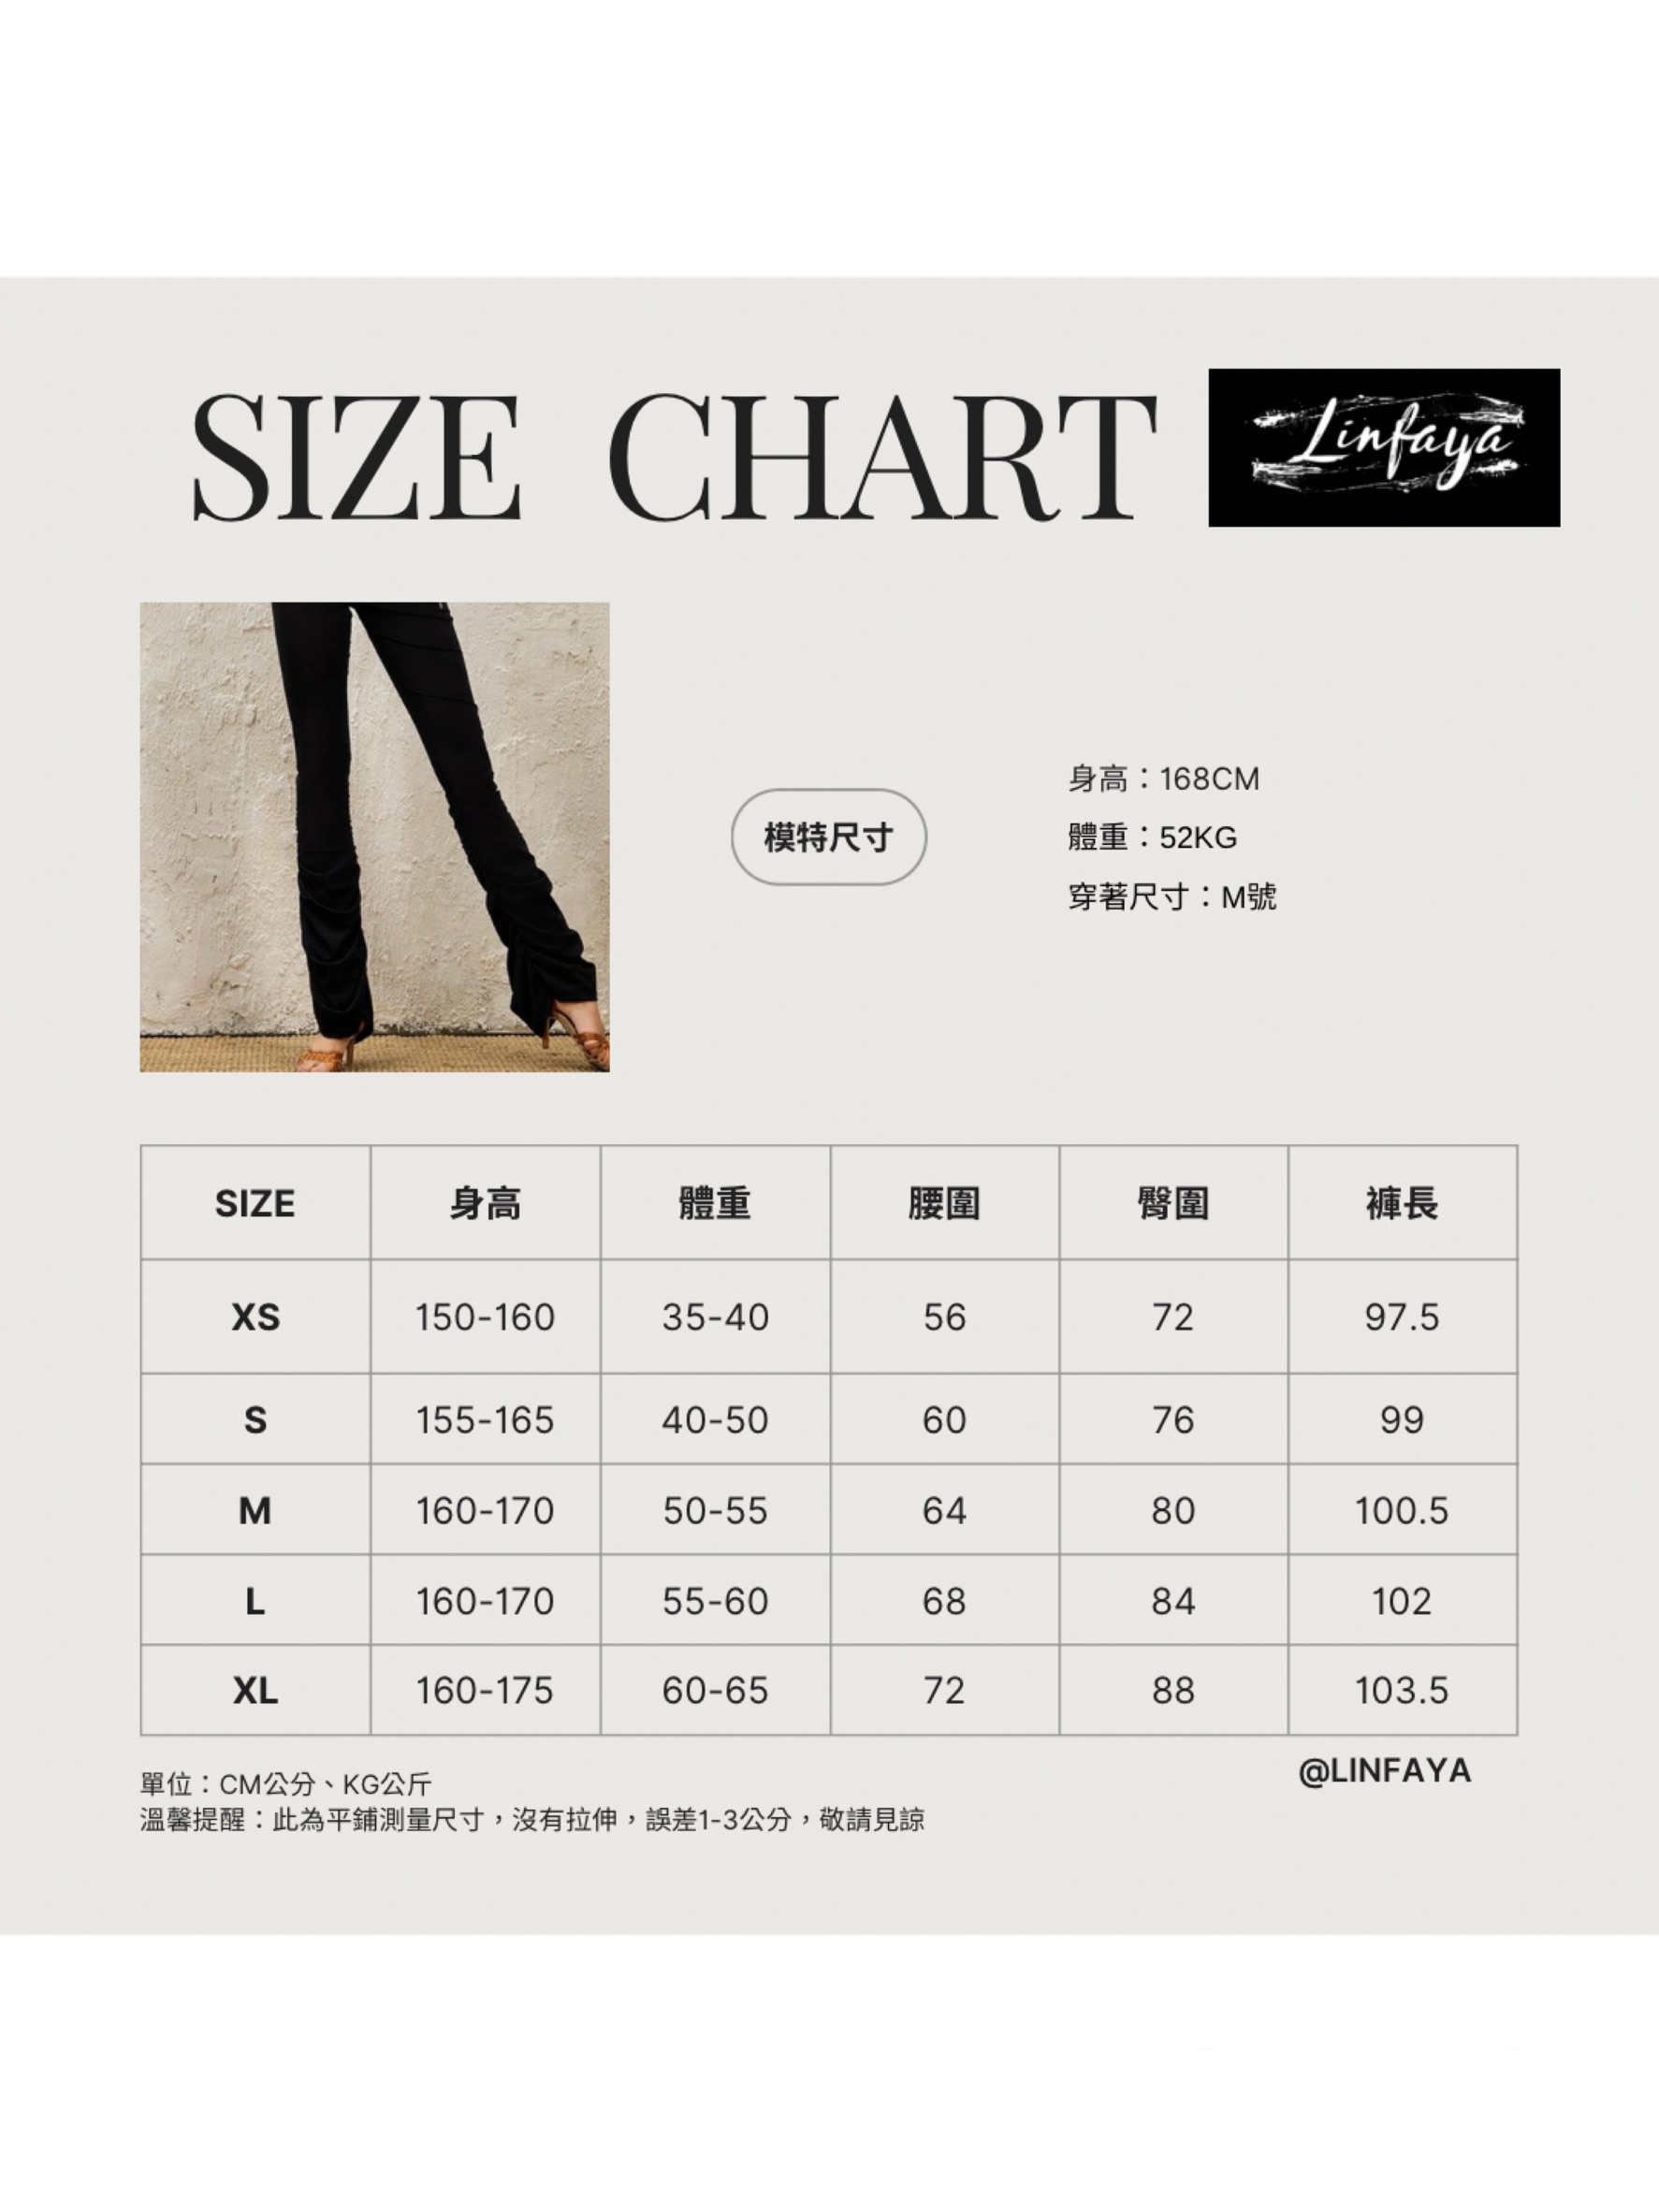 SIZE CHART
Linfaya
模特尺寸
身高：168CM
體重：52KG
穿著尺寸：M號
SIZE 身高 體重 腰圍 臀圍 褲長
XS 150-160 35-40 56 72 97.5
S 155-165 40-50 60 76 99
M 160-170 50-55 64 80 100.5
L 160-170 55-60 68 84 102
XL 160-175 60-65 72 88 103.5
@LINFAYA
單位：CM公分、KG公斤
溫馨提醒：此為平鋪測量尺寸，沒有拉伸，誤差1-3公分，敬請見諒